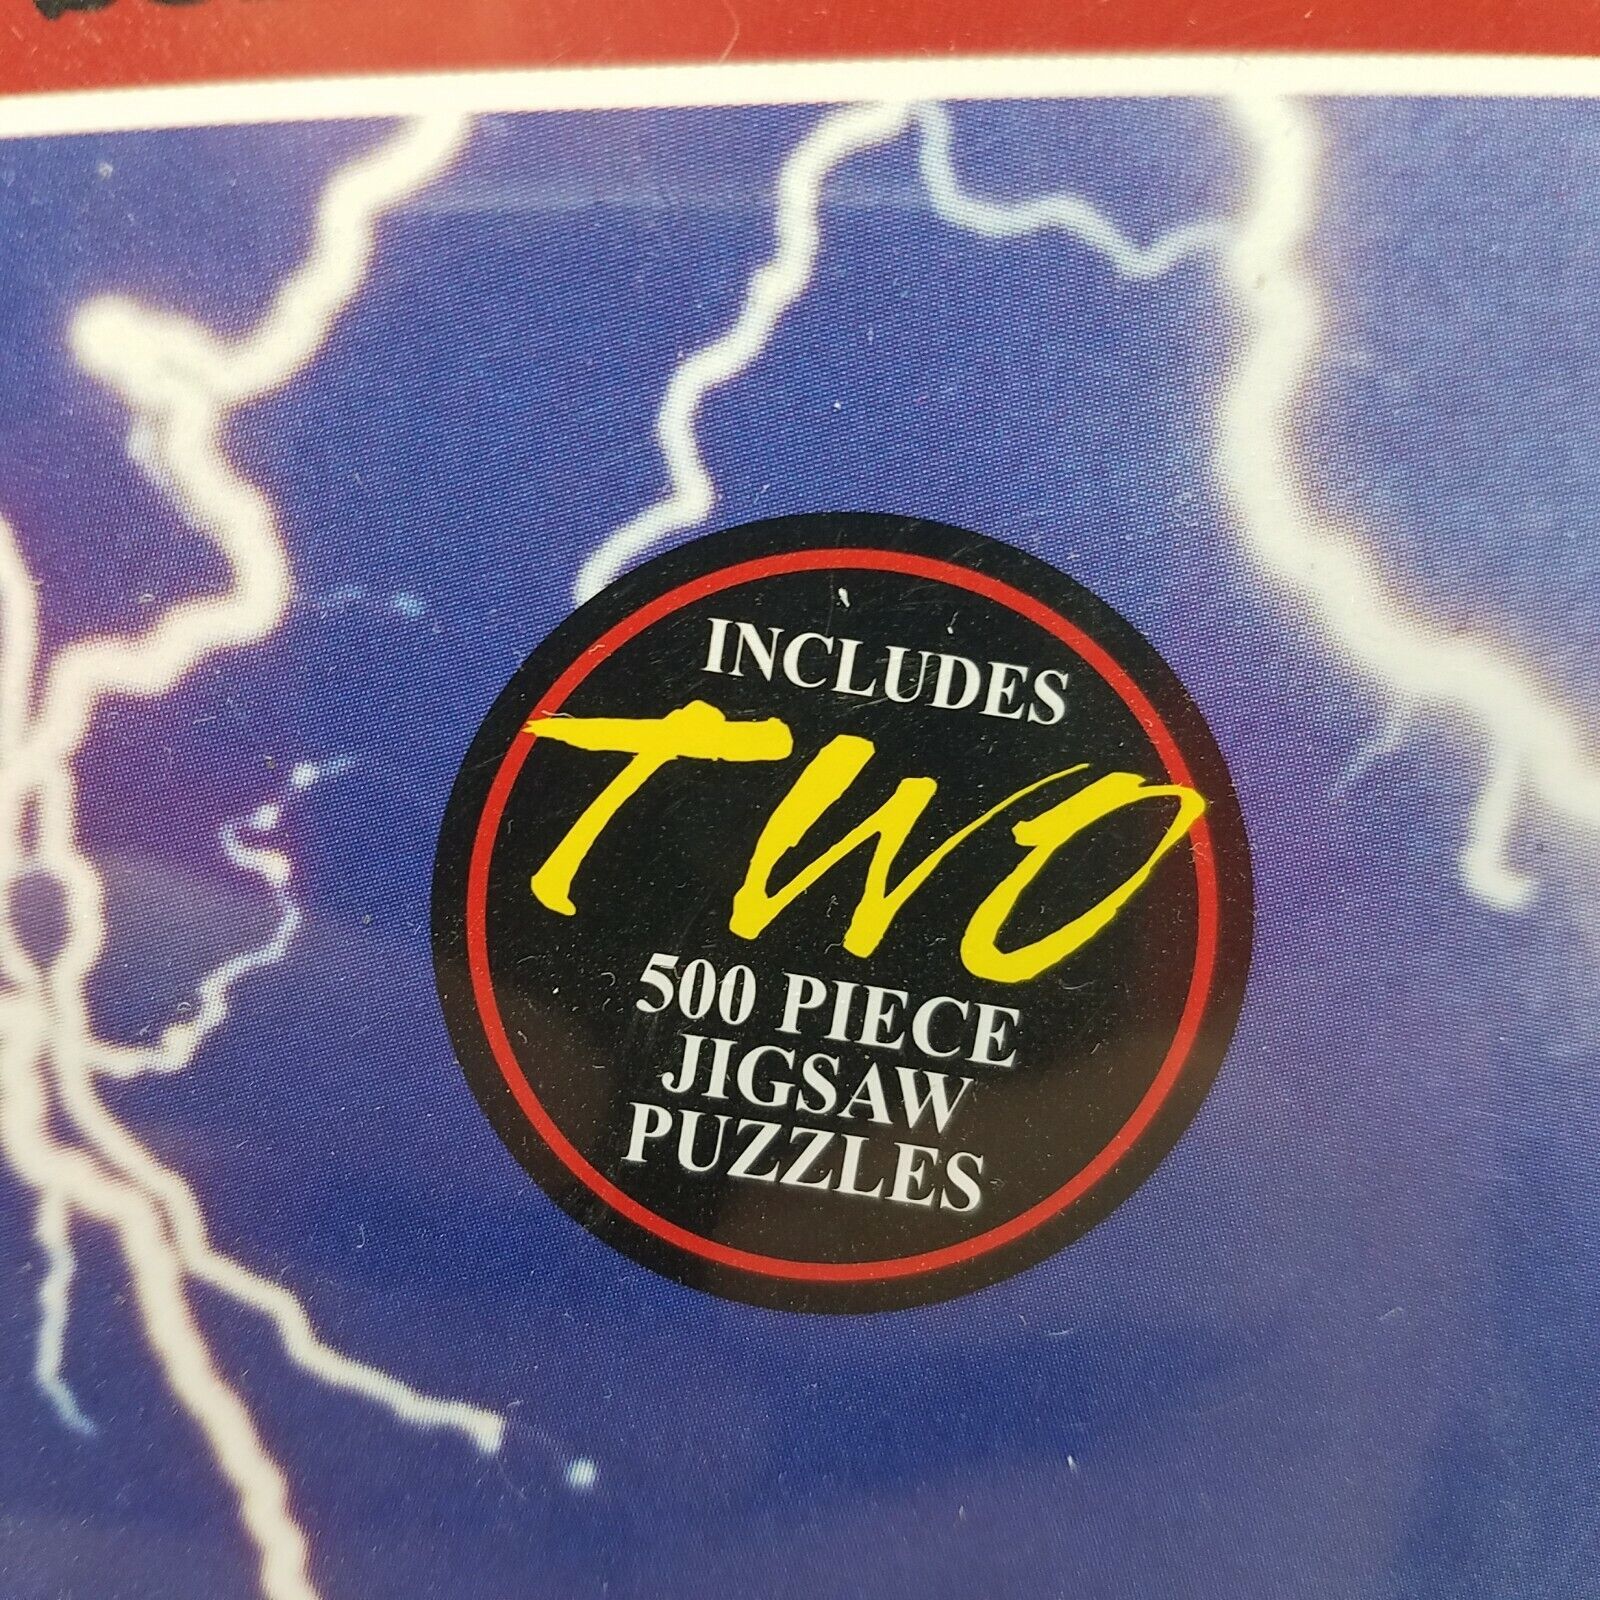 INCLUDES
TWO
500 PIECE
JIGSAW
PUZZLES